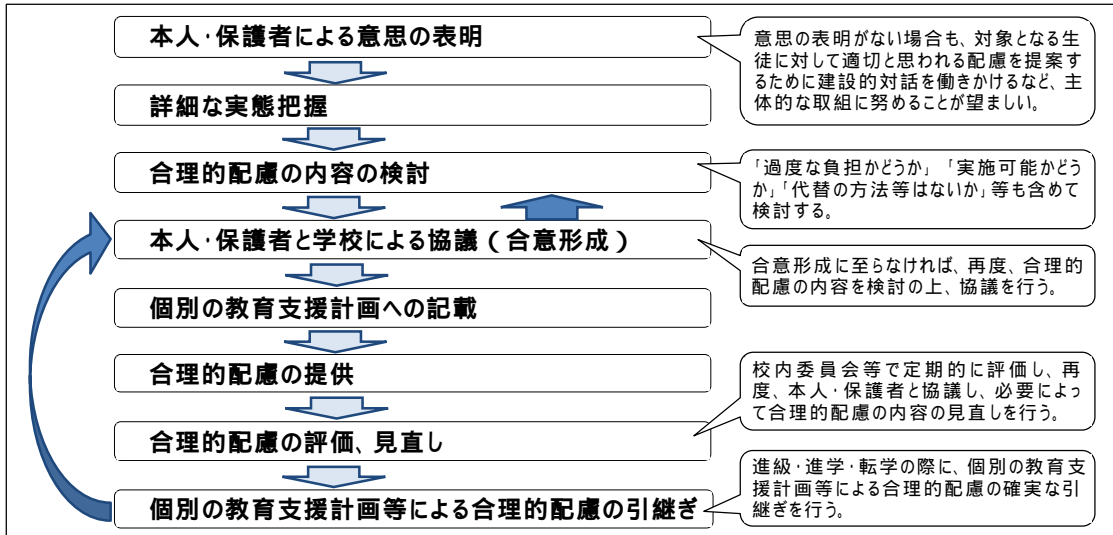 本人・保護者による意思の表明
意思の表明がない場合も、対象となる生
徒に対して適切と思われる配慮を提案す
るために建設的対話を働きかけるなど、主
体的な取組に努めることが望ましい。
詳細な実態把握
合理的配慮の内容の検討
「過度な負担かどうか」「実施可能かどう
か」「代替の方法等はないか」等も含めて
検討する。
本人・保護者と学校による協議（合意形成）
合意形成に至らなければ、再度、合理的
配慮の内容を検討の上、協議を行う。
個別の教育支援計画への記載
合理的配慮の提供
校内委員会等で定期的に評価し、再
度、本人・保護者と協議し、必要によっ
て合理的配慮の内容の見直しを行う。
合理的配慮の評価、見直し
進級・進学・転学の際に、個別の教育支
援計画等による合理的配慮の確実な引
継ぎを行う。
個別の教育支援計画等による合理的配慮の引継ぎ